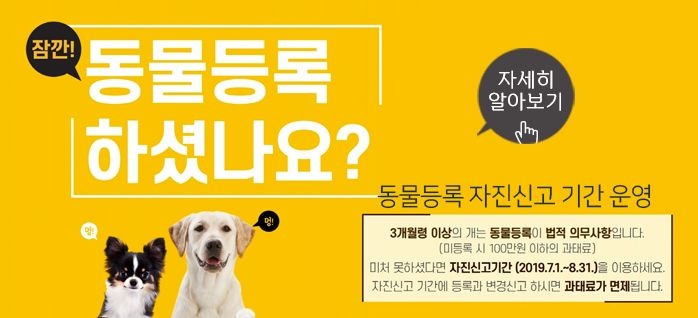 잠깐!
동물등록
하셨나요?
자세히
알아보기
동물등록 자진신고 기간 운영
멍!
멍!
3개월령 이상의 개는 동물등록이 법적 의무사항입니다.
(미등록 시 100만원 이하의 과태료)
미처 못하셨다면 자진신고기간 (2019.7.1.~8.31.)을 이용하세요.
자진신고 기간에 등록과 변경신고 하시면 과태료가 면제됩니다.